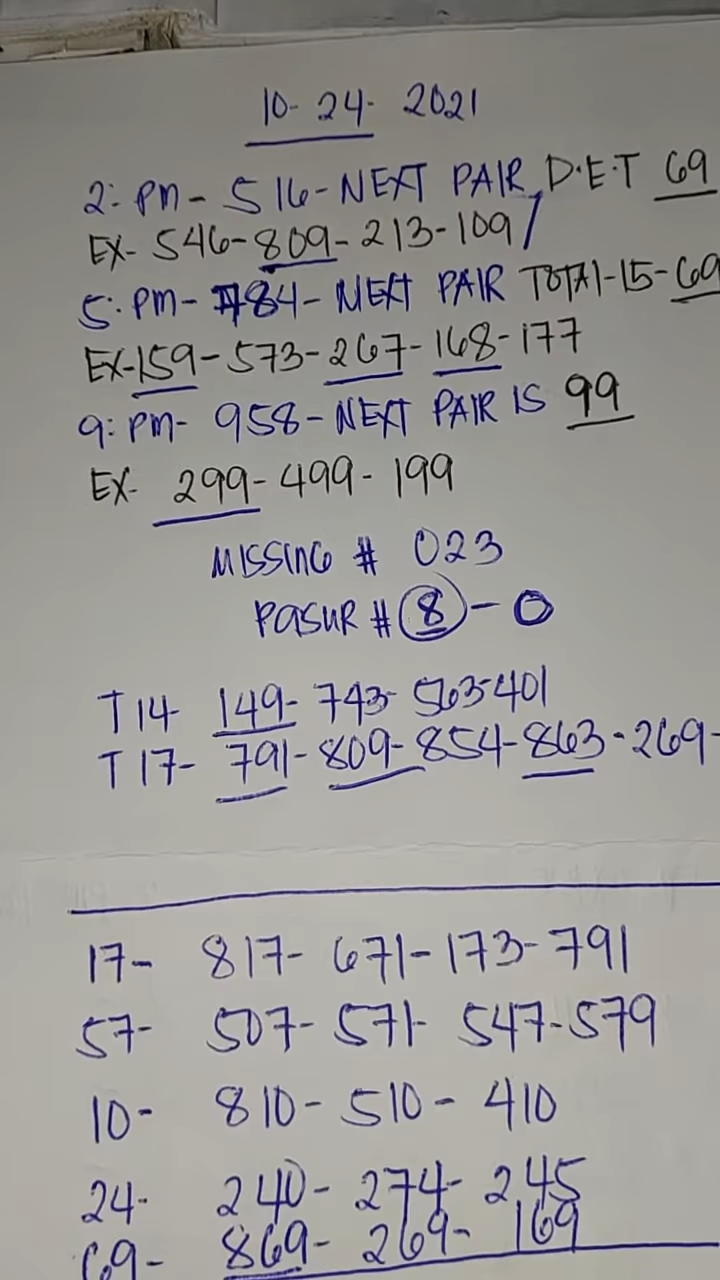 10- 24- 2021
2: PM- 516- NEXT PAIR D.E.T 69
EX- 546-809-213-109/
5: PM- 784- NEXT PAIR TOTAl-15-69
EX-159-573-267-168-177
9: PM- 958-NEXT PAIR IS 99
EX- 299-499-199
MISSING # 023
PASUR # 8 - 0
T14- 149-743-563-401
T17- 791-809-854-863-269-
17- 817-671-173-791
57- 507-571-547-579
10- 810-510-410
24- 240-274-245
69- 869-269-169